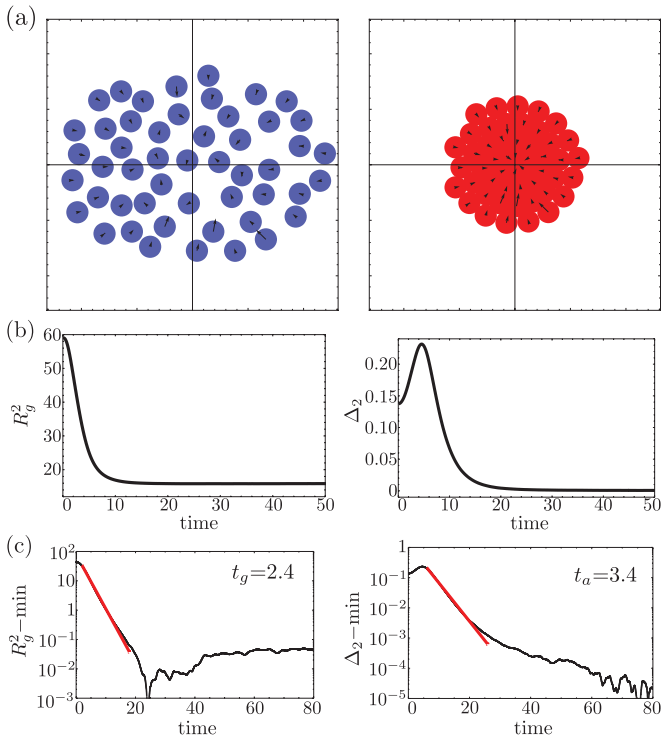 (a)
(b)
60
50
40
30
20
R_g^2
0 10 20 30 40 50
time
0.20
0.15
0.10
0.05
0
Δ_2
0 10 20 30 40 50
time
(c)
10^2
10
1
10^-1
10^-2
10^-3
R_g^2−min
t_g=2.4
0 20 40 60 80
time
1
10^-1
10^-2
10^-3
10^-4
10^-5
Δ_2−min
t_a=3.4
0 20 40 60 80
time